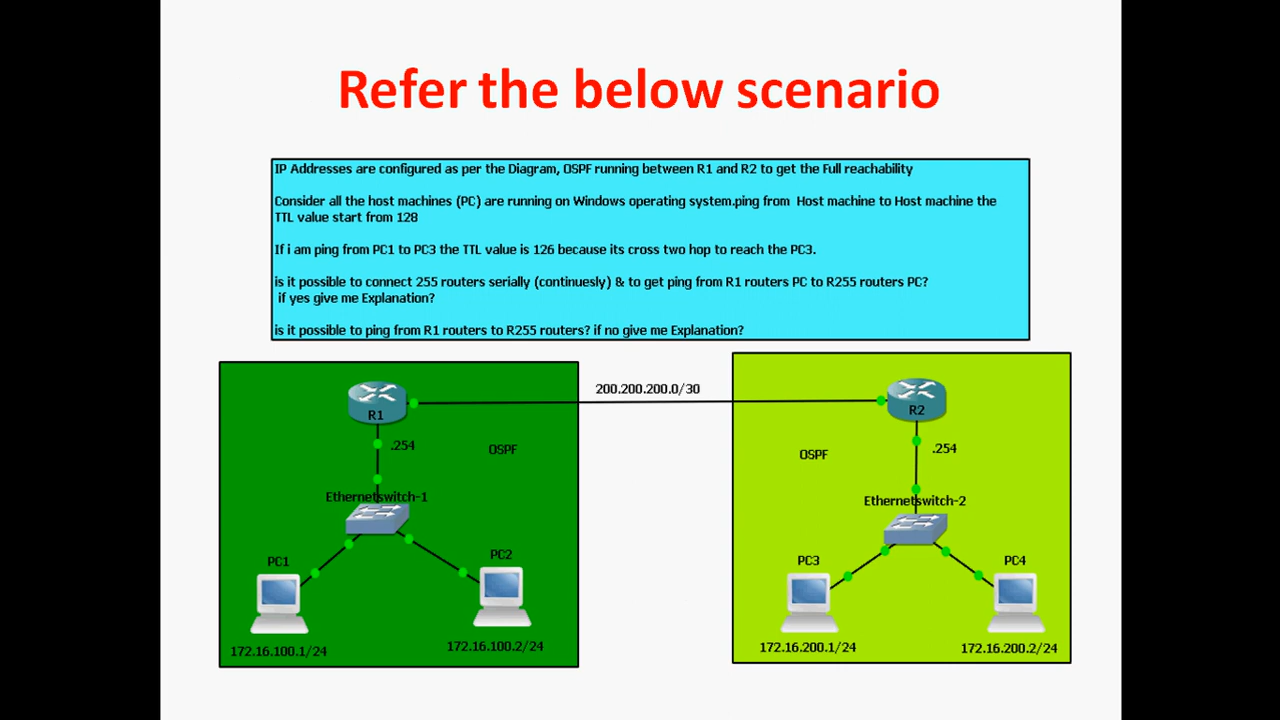 Refer the below scenario
IP Addresses are configured as per the Diagram, OSPF running between R1 and R2 to get the Full reachability
Consider all the host machines (PC) are running on Windows operating system.ping from Host machine to Host machine the
TTL value start from 128
If i am ping from PC1 to PC3 the TTL value is 126 because its cross two hop to reach the PC3.
is it possible to connect 255 routers serially (continuesly) & to get ping from R1 routers PC to R255 routers PC?
if yes give me Explanation?
is it possible to ping from R1 routers to R255 routers? if no give me Explanation?
200.200.200.0/30
R1
R2
.254
OSPF
OSPF
.254
Ethernetswitch-1
Ethernetswitch-2
PC1
PC2
PC3
PC4
172.16.100.1/24
172.16.100.2/24
172.16.200.1/24
172.16.200.2/24